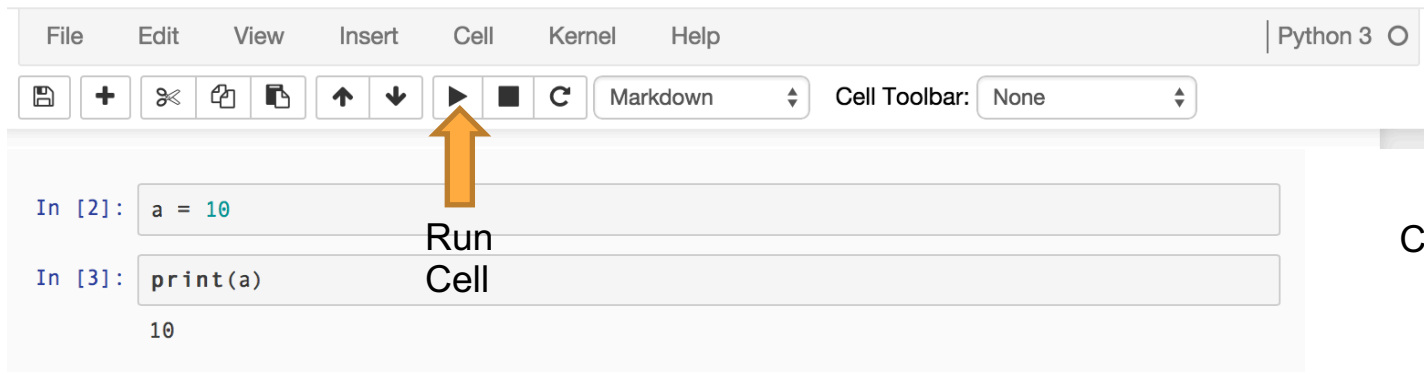 File Edit View Insert Cell Kernel Help Python 3
Markdown Cell Toolbar: None
In [2]: a = 10
Run
Cell
In [3]: print(a)
10
C